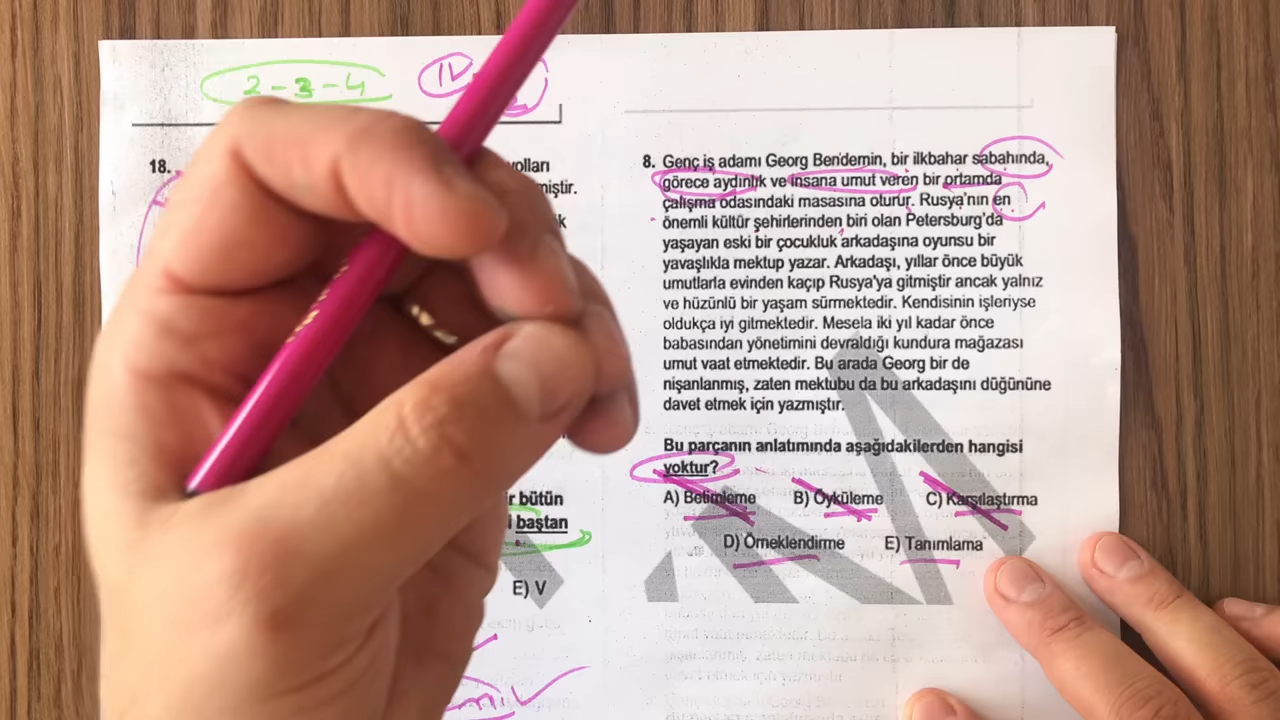 2-3-4
IV
18.
yolları
miştir.
k
ir bütün
i baştan
E) V
8. Genç iş adamı Georg Bendemin, bir ilkbahar sabahında,
görece aydınlık ve insana umut veren bir ortamda
çalışma odasındaki masasına oturur. Rusya'nın en
önemli kültür şehirlerinden biri olan Petersburg'da
yaşayan eski bir çocukluk arkadaşına oyunsu bir
yavaşlıkla mektup yazar. Arkadaşı, yıllar önce büyük
umutlarla evinden kaçıp Rusya'ya gitmiştir ancak yalnız
ve hüzünlü bir yaşam sürmektedir. Kendisinin işleriyse
oldukça iyi gitmektedir. Mesela iki yıl kadar önce
babasından yönetimini devraldığı kundura mağazası
umut vaat etmektedir. Bu arada Georg bir de
nişanlanmış, zaten mektubu da bu arkadaşını düğününe
davet etmek için yazmıştır.
Bu parçanın anlatımında aşağıdakilerden hangisi
yoktur?
A) Betimleme B) Öyküleme C) Karşılaştırma
D) Örneklendirme E) Tanımlama